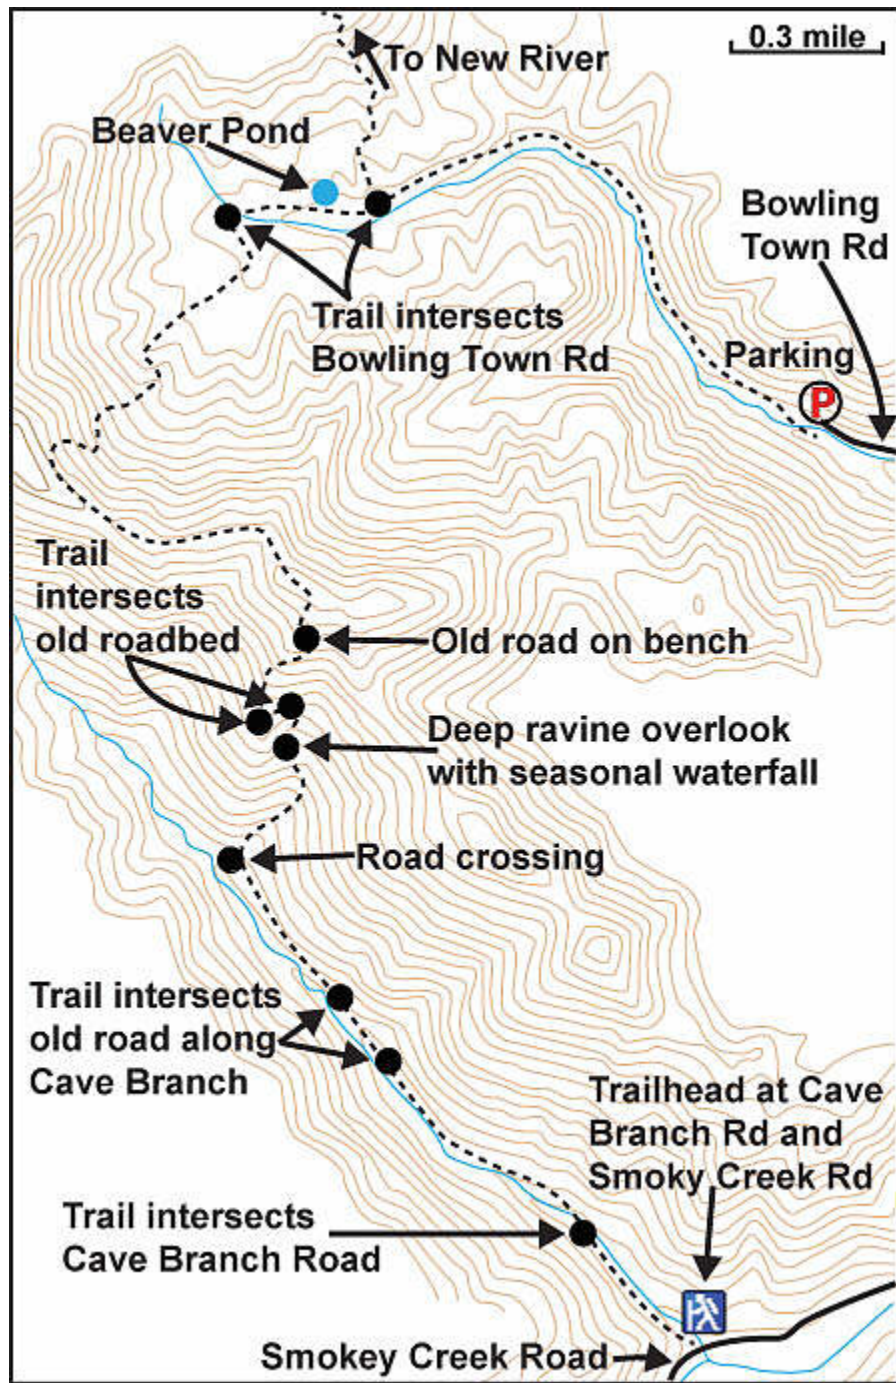 0.3 mile
To New River
Beaver Pond
Bowling
Town Rd
Trail intersects
Bowling Town Rd
Parking
P
Trail
intersects
old roadbed
Old road on bench
Deep ravine overlook
with seasonal waterfall
Road crossing
Trail intersects
old road along
Cave Branch
Trailhead at Cave
Branch Rd and
Smoky Creek Rd
Trail intersects
Cave Branch Road
Smokey Creek Road